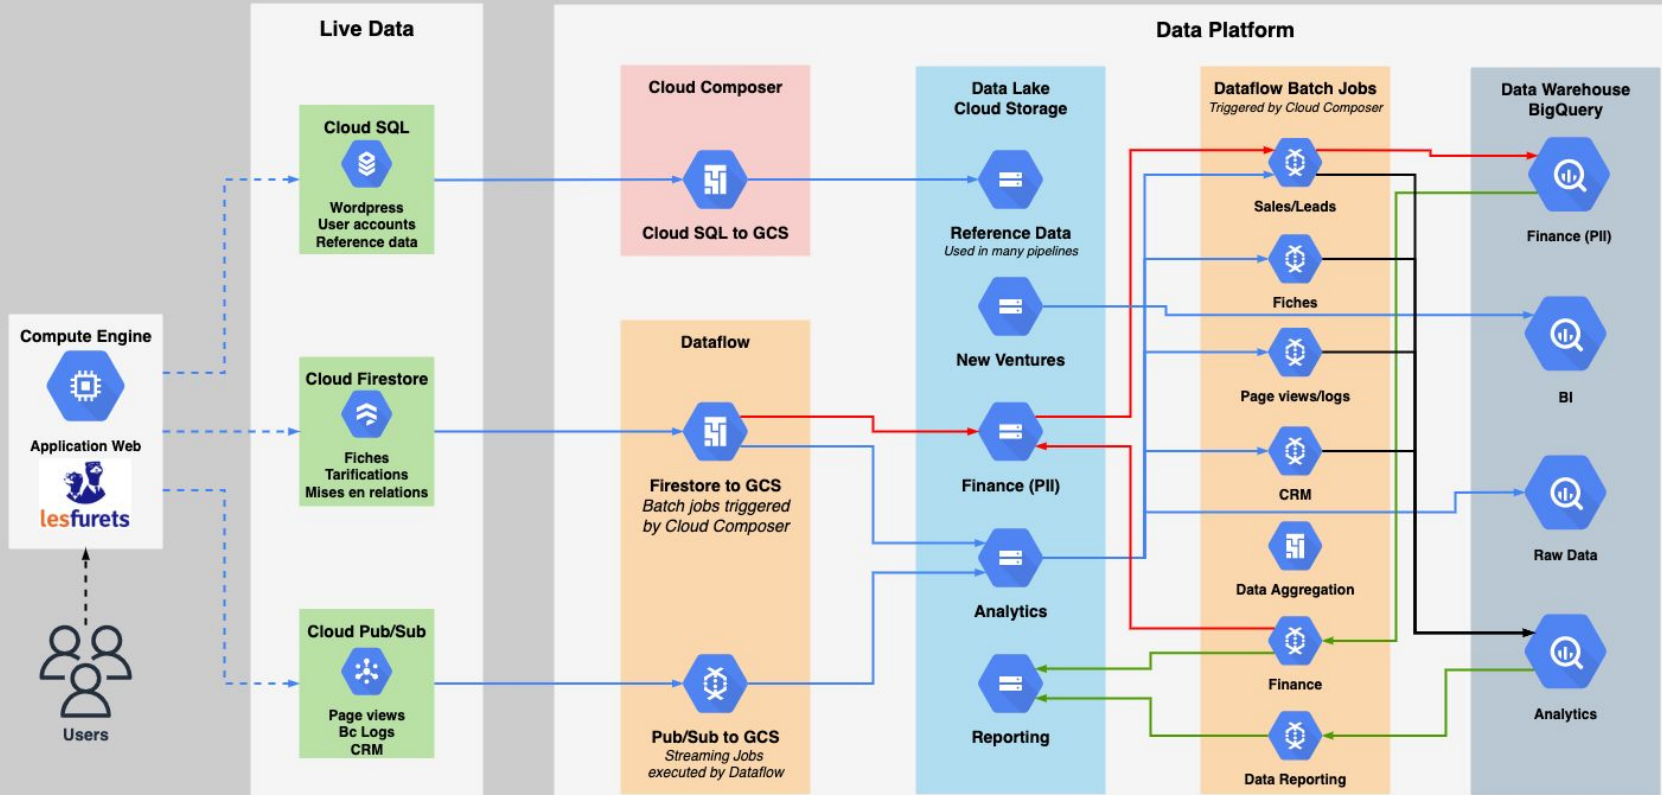 Live Data
Data Platform
Compute Engine
Application Web
lesfurets
Users
Cloud SQL
Wordpress
User accounts
Reference data
Cloud Firestore
Fiches
Tarifications
Mises en relations
Cloud Pub/Sub
Page views
Bc Logs
CRM
Cloud Composer
Cloud SQL to GCS
Dataflow
Firestore to GCS
Batch jobs triggered
by Cloud Composer
Pub/Sub to GCS
Streaming Jobs
executed by Dataflow
Data Lake
Cloud Storage
Reference Data
Used in many pipelines
New Ventures
Finance (PII)
Analytics
Reporting
Dataflow Batch Jobs
Triggered by Cloud Composer
Sales/Leads
Fiches
Page views/logs
CRM
Data Aggregation
Finance
Data Reporting
Data Warehouse
BigQuery
Finance (PII)
BI
Raw Data
Analytics